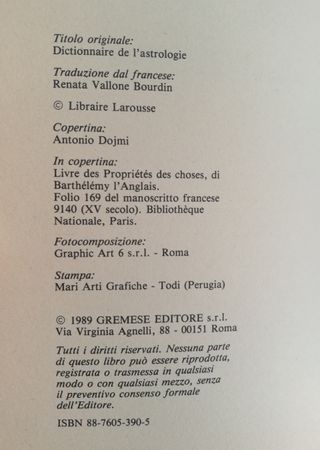 Titolo originale:
Dictionnaire de l'astrologie
Traduzione dal francese:
Renata Vallone Bourdin
© Libraire Larousse
Copertina:
Antonio Dojmi
In copertina:
Livre des Propriétés des choses, di
Barthélémy l'Anglais.
Folio 169 del manoscritto francese
9140 (XV secolo). Bibliothèque
Nationale, Paris.
Fotocomposizione:
Graphic Art 6 s.r.l. - Roma
Stampa:
Mari Arti Grafiche - Todi (Perugia)
© 1989 GREMESE EDITORE s.r.l.
Via Virginia Agnelli, 88 - 00151 Roma
Tutti i diritti riservati. Nessuna parte
di questo libro può essere riprodotta,
registrata o trasmessa in qualsiasi
modo o con qualsiasi mezzo, senza
il preventivo consenso formale
dell'Editore.
ISBN 88-7605-390-5